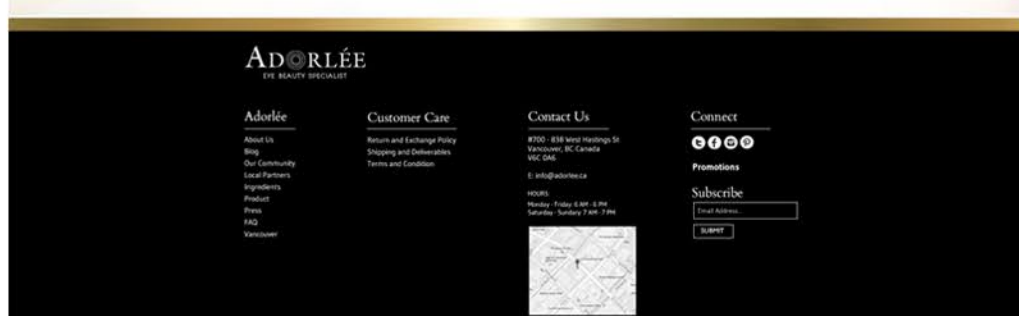 ADORLÉE
EYE BEAUTY SPECIALIST
Adorlée
About Us
Blog
Our Community
Local Partners
Ingredients
Product
Press
FAQ
Vancouver
Customer Care
Return and Exchange Policy
Shipping and Deliverables
Terms and Condition
Contact Us
#700 - 838 West Hastings St
Vancouver, BC Canada
V6C 0A6
E: info@adorlee.ca
HOURS
Monday - Friday 6 AM - 6 PM
Saturday - Sundary 7 AM - 7 PM
Connect
Promotions
Subscribe
Email Address...
SUBMIT